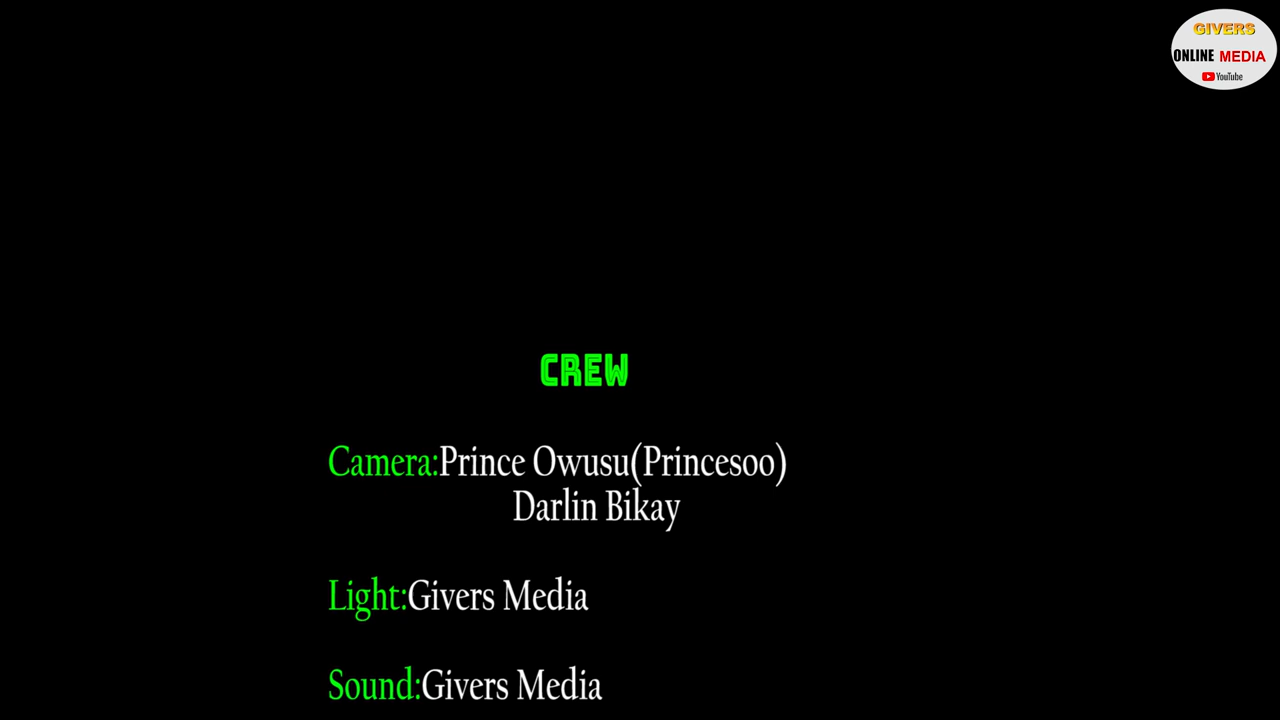 GIVERS
ONLINE MEDIA
YouTube
CREW
Camera:Prince Owusu(Princesoo)
Darlin Bikay
Light:Givers Media
Sound:Givers Media